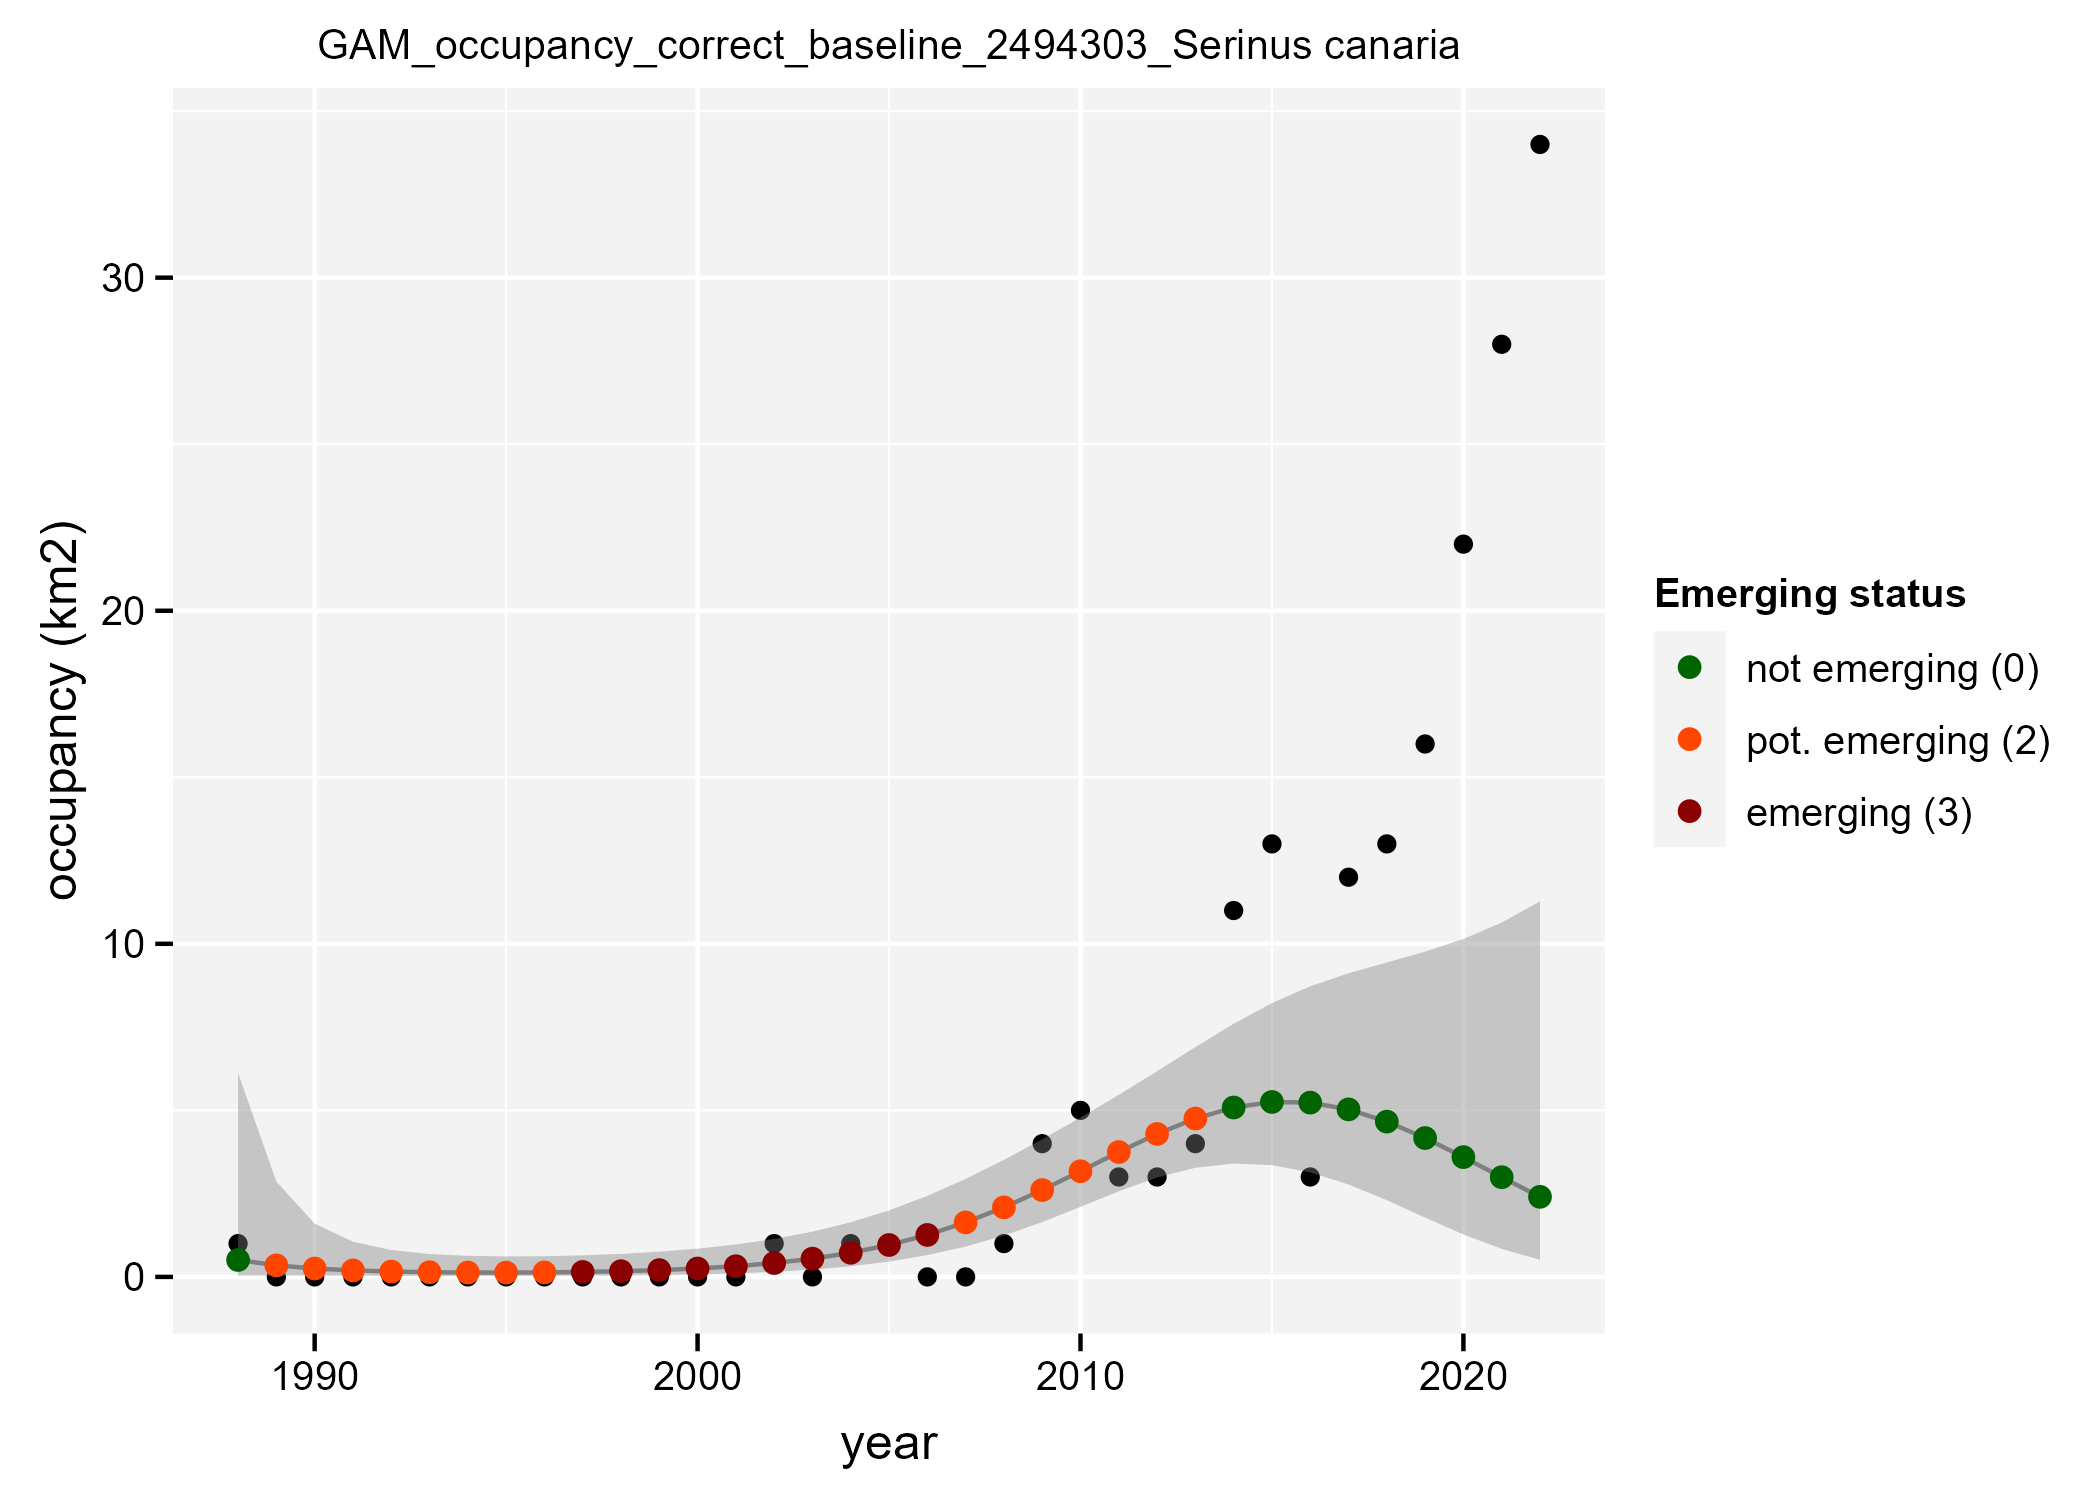 GAM_occupancy_correct_baseline_2494303_Serinus canaria
occupancy (km2)
30
20
10
0
1990 2000 2010 2020
year
Emerging status
not emerging (0)
pot. emerging (2)
emerging (3)